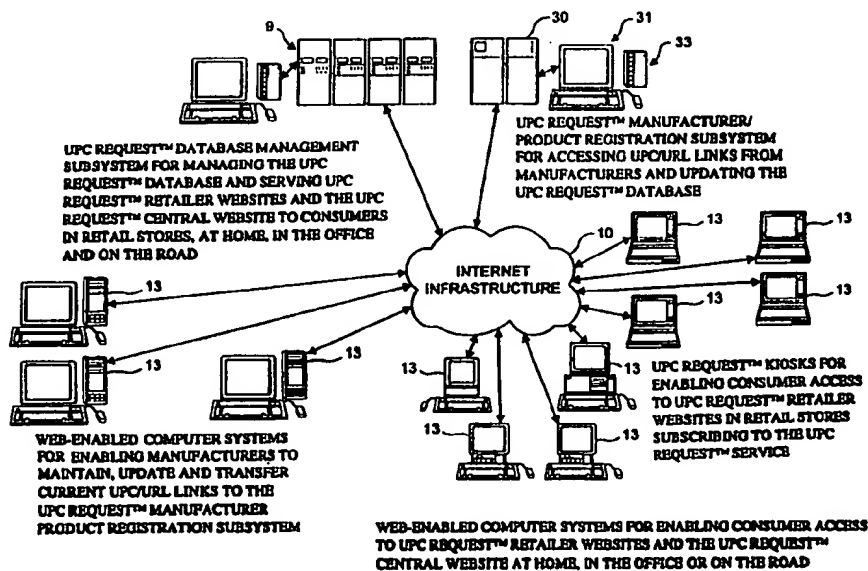 9
30
31
33
UPC REQUEST™ DATABASE MANAGEMENT
SUBSYSTEM FOR MANAGING THE UPC
REQUEST™ DATABASE AND SERVING UPC
REQUEST™ RETAILER WEBSITES AND THE UPC
REQUEST™ CENTRAL WEBSITE TO CONSUMERS
IN RETAIL STORES, AT HOME, IN THE OFFICE
AND ON THE ROAD
UPC REQUEST™ MANUFACTURER/
PRODUCT REGISTRATION SUBSYSTEM
FOR ACCESSING UPC/URL LINKS FROM
MANUFACTURERS AND UPDATING THE
UPC REQUEST™ DATABASE
10
INTERNET
INFRASTRUCTURE
13
13
13
13
13
13
13
13
13
13
13
UPC REQUEST™ KIOSKS FOR
ENABLING CONSUMER ACCESS
TO UPC REQUEST™ RETAILER
WEBSITES IN RETAIL STORES
SUBSCRIBING TO THE UPC
REQUEST™ SERVICE
WEB-ENABLED COMPUTER SYSTEMS
FOR ENABLING MANUFACTURERS TO
MAINTAIN, UPDATE AND TRANSFER
CURRENT UPC/URL LINKS TO THE
UPC REQUEST™ MANUFACTURER
PRODUCT REGISTRATION SUBSYSTEM
WEB-ENABLED COMPUTER SYSTEMS FOR ENABLING CONSUMER ACCESS
TO UPC REQUEST™ RETAILER WEBSITES AND THE UPC REQUEST™
CENTRAL WEBSITE AT HOME, IN THE OFFICE OR ON THE ROAD